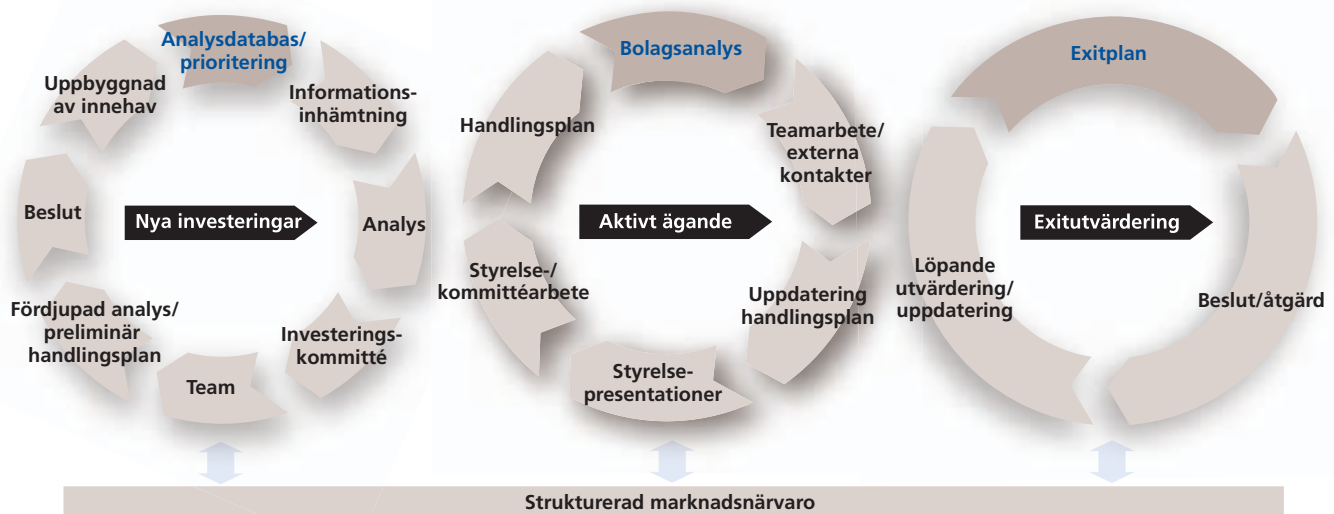 Analysdatabas/
prioritering
Informations-
inhämtning
Analys
Investerings-
kommitté
Team
Fördjupad analys/
preliminär
handlingsplan
Beslut
Uppbyggnad
av innehav
Nya investeringar
Bolagsanalys
Teamarbete/
externa
kontakter
Uppdatering
handlingsplan
Styrelse-
presentationer
Styrelse-/
kommittéarbete
Handlingsplan
Aktivt ägande
Exitplan
Beslut/åtgärd
Löpande
utvärdering/
uppdatering
Exitutvärdering
Strukturerad marknadsnärvaro